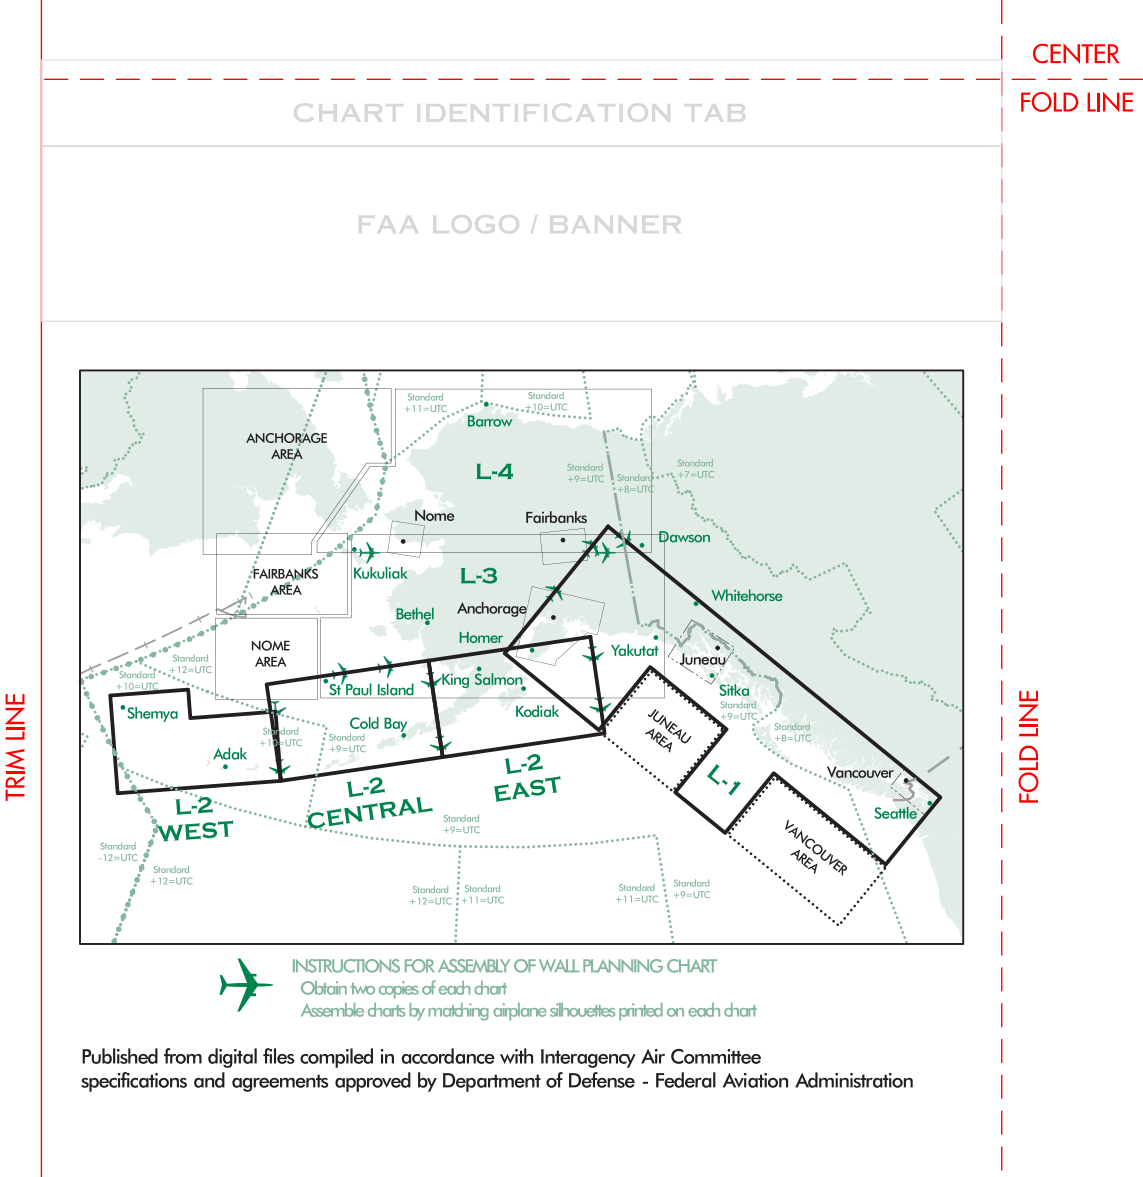 CENTER
FOLD LINE
CHART IDENTIFICATION TAB
FAA LOGO / BANNER
Standard
+11=UTC
Standard
+10=UTC
Barrow
ANCHORAGE
AREA
L-4
Standard
+9=UTC
Standard
+8=UTC
Standard
+7=UTC
Nome
Fairbanks
Dawson
Kukuliak
FAIRBANKS
AREA
L-3
Whitehorse
Bethel
Anchorage
Homer
NOME
AREA
Yakutat
Juneau
Standard
+12=UTC
Standard
+10=UTC
St Paul Island
King Salmon
Sitka
Standard
+9=UTC
Shemya
Kodiak
Cold Bay
JUNEAU
AREA
Standard
+10=UTC
Standard
+9=UTC
Standard
+8=UTC
Adak
L-2
WEST
L-2
CENTRAL
L-2
EAST
L-1
Vancouver
Seattle
VANCOUVER
AREA
Standard
+9=UTC
Standard
-12=UTC
Standard
+12=UTC
Standard
+12=UTC
Standard
+11=UTC
Standard
+11=UTC
Standard
+9=UTC
TRIM LINE
FOLD LINE
INSTRUCTIONS FOR ASSEMBLY OF WALL PLANNING CHART
Obtain two copies of each chart
Assemble charts by matching airplane silhouettes printed on each chart
Published from digital files compiled in accordance with Interagency Air Committee
specifications and agreements approved by Department of Defense - Federal Aviation Administration